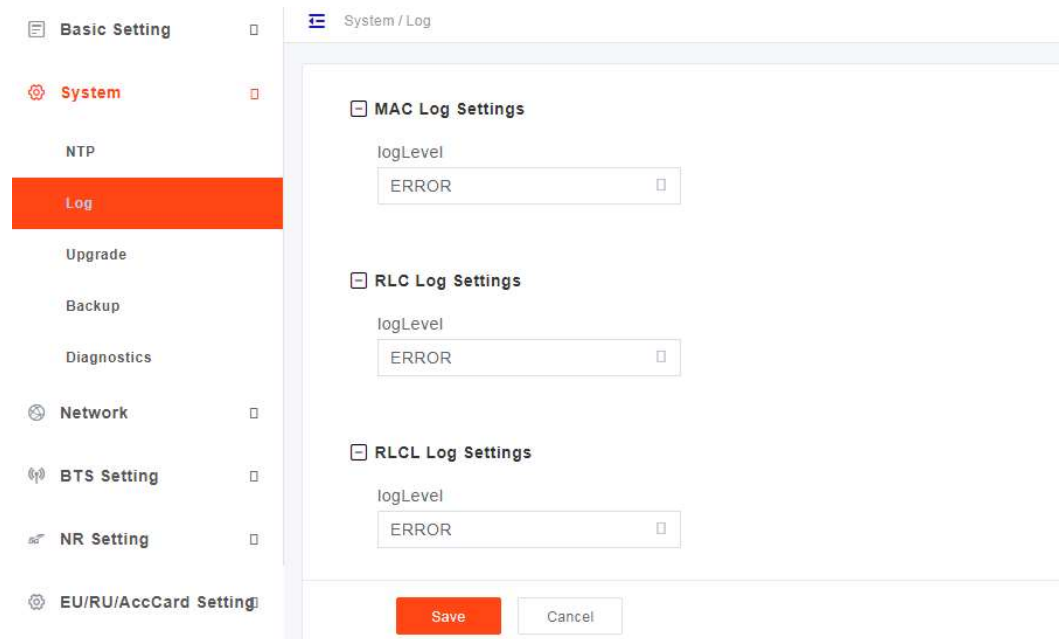 Basic Setting
System
NTP
Log
Upgrade
Backup
Diagnostics
Network
BTS Setting
NR Setting
EU/RU/AccCard Setting
System / Log
MAC Log Settings
logLevel
ERROR
RLC Log Settings
logLevel
ERROR
RLCL Log Settings
logLevel
ERROR
Save
Cancel